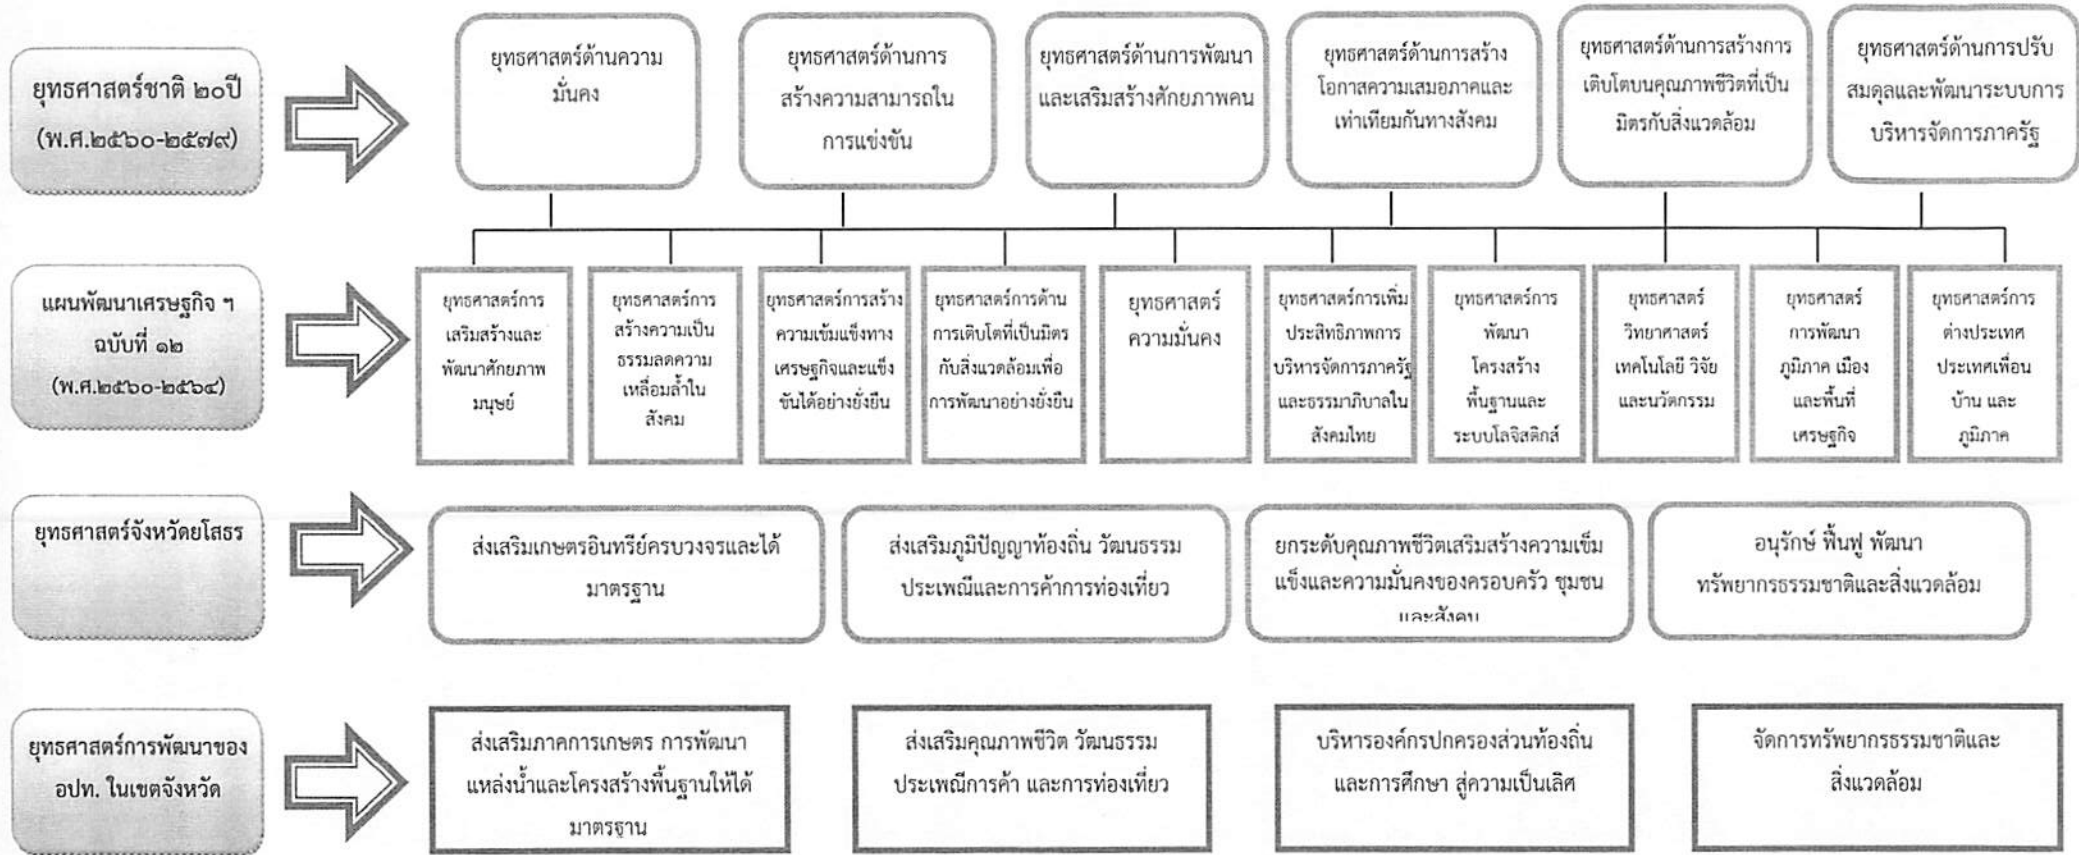 ยุทธศาสตร์ชาติ ๒๐ปี
(พ.ศ.๒๕๖๐-๒๕๗๙)
ยุทธศาสตร์ด้านความ
มั่นคง
ยุทธศาสตร์ด้านการ
สร้างความสามารถใน
การแข่งขัน
ยุทธศาสตร์ด้านการพัฒนา
และเสริมสร้างศักยภาพคน
ยุทธศาสตร์ด้านการสร้าง
โอกาสความเสมอภาคและ
เท่าเทียมกันทางสังคม
ยุทธศาสตร์ด้านการสร้างการ
เติบโตบนคุณภาพชีวิตที่เป็น
มิตรกับสิ่งแวดล้อม
ยุทธศาสตร์ด้านการปรับ
สมดุลและพัฒนาระบบการ
บริหารจัดการภาครัฐ
แผนพัฒนาเศรษฐกิจ ฯ
ฉบับที่ ๑๒
(พ.ศ.๒๕๖๐-๒๕๖๔)
ยุทธศาสตร์การ
เสริมสร้างและ
พัฒนาศักยภาพ
มนุษย์
ยุทธศาสตร์การ
สร้างความเป็น
ธรรมลดความ
เหลื่อมล้ำใน
สังคม
ยุทธศาสตร์การสร้าง
ความเข้มแข็งทาง
เศรษฐกิจและแข็ง
ขันได้อย่างยั่งยืน
ยุทธศาสตร์การด้าน
การเติบโตที่เป็นมิตร
กับสิ่งแวดล้อมเพื่อ
การพัฒนาอย่างยั่งยืน
ยุทธศาสตร์
ความมั่นคง
ยุทธศาสตร์การเพิ่ม
ประสิทธิภาพการ
บริหารจัดการภาครัฐ
และธรรมาภิบาลใน
สังคมไทย
ยุทธศาสตร์การ
พัฒนา
โครงสร้าง
พื้นฐานและ
ระบบโลจิสติกส์
ยุทธศาสตร์
วิทยาศาสตร์
เทคโนโลยี วิจัย
และนวัตกรรม
ยุทธศาสตร์
การพัฒนา
ภูมิภาค เมือง
และพื้นที่
เศรษฐกิจ
ยุทธศาสตร์การ
ต่างประเทศ
ประเทศเพื่อน
บ้าน และ
ภูมิภาค
ยุทธศาสตร์จังหวัดยโสธร
ส่งเสริมเกษตรอินทรีย์ครบวงจรและได้
มาตรฐาน
ส่งเสริมภูมิปัญญาท้องถิ่น วัฒนธรรม
ประเพณีและการค้าการท่องเที่ยว
ยกระดับคุณภาพชีวิตเสริมสร้างความเข้ม
แข็งและความมั่นคงของครอบครัว ชุมชน
และสังคม
อนุรักษ์ ฟื้นฟู พัฒนา
ทรัพยากรธรรมชาติและสิ่งแวดล้อม
ยุทธศาสตร์การพัฒนาของ
อปท. ในเขตจังหวัด
ส่งเสริมภาคการเกษตร การพัฒนา
แหล่งน้ำและโครงสร้างพื้นฐานให้ได้
มาตรฐาน
ส่งเสริมคุณภาพชีวิต วัฒนธรรม
ประเพณีการค้า และการท่องเที่ยว
บริหารองค์กรปกครองส่วนท้องถิ่น
และการศึกษา สู่ความเป็นเลิศ
จัดการทรัพยากรธรรมชาติและ
สิ่งแวดล้อม